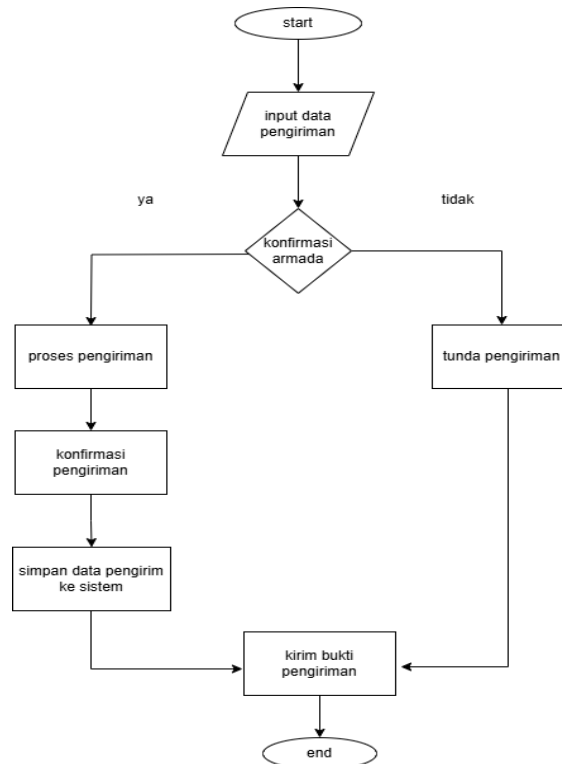 start
input data
pengiriman
ya
tidak
konfirmasi
armada
proses pengiriman
tunda pengiriman
konfirmasi
pengiriman
simpan data pengirim
ke sistem
kirim bukti
pengiriman
end